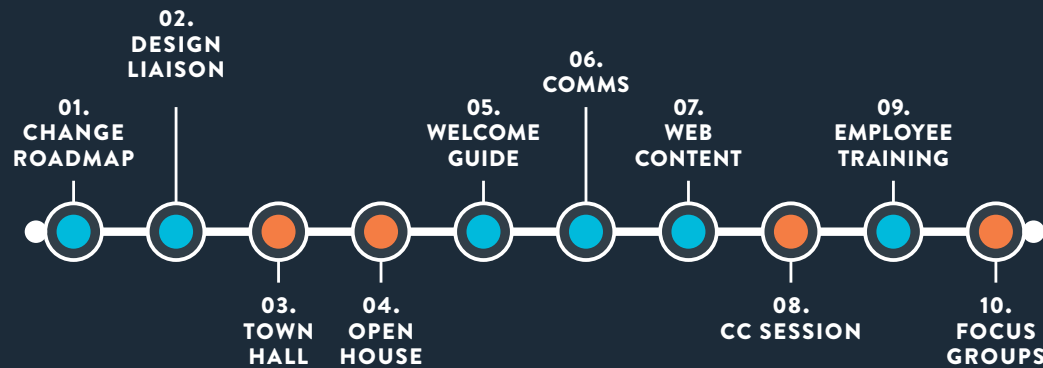 01.
CHANGE
ROADMAP
02.
DESIGN
LIAISON
03.
TOWN
HALL
04.
OPEN
HOUSE
05.
WELCOME
GUIDE
06.
COMMS
07.
WEB
CONTENT
08.
CC SESSION
09.
EMPLOYEE
TRAINING
10.
FOCUS
GROUPS